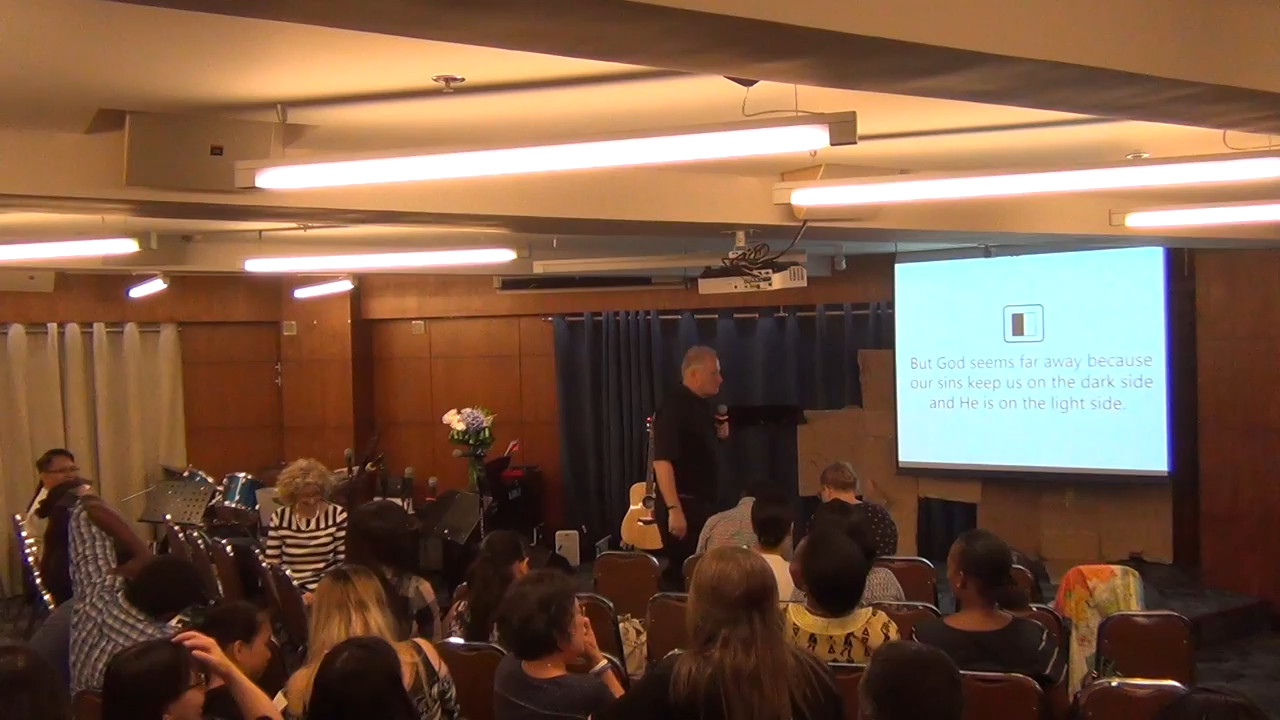 But God seems far away because
our sins keep us on the dark side
and He is on the light side.